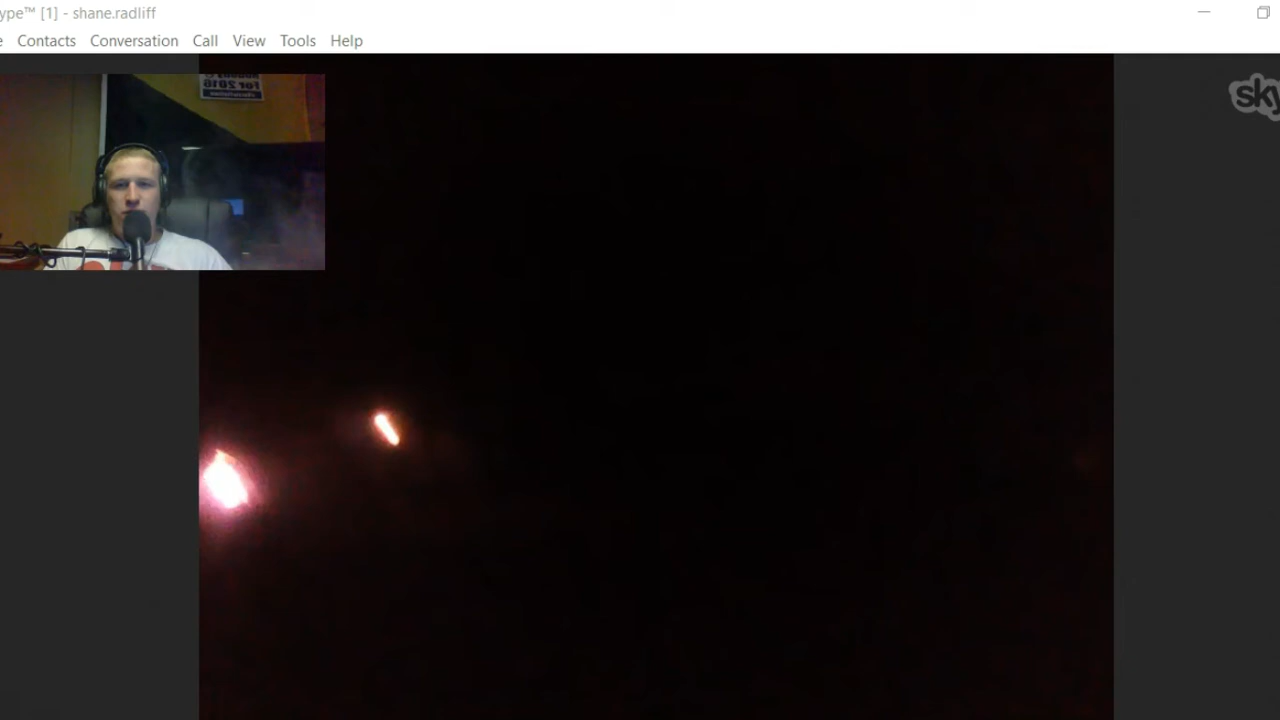 ype™ [1] - shane.radliff
e Contacts Conversation Call View Tools Help
sky
FOR 2016